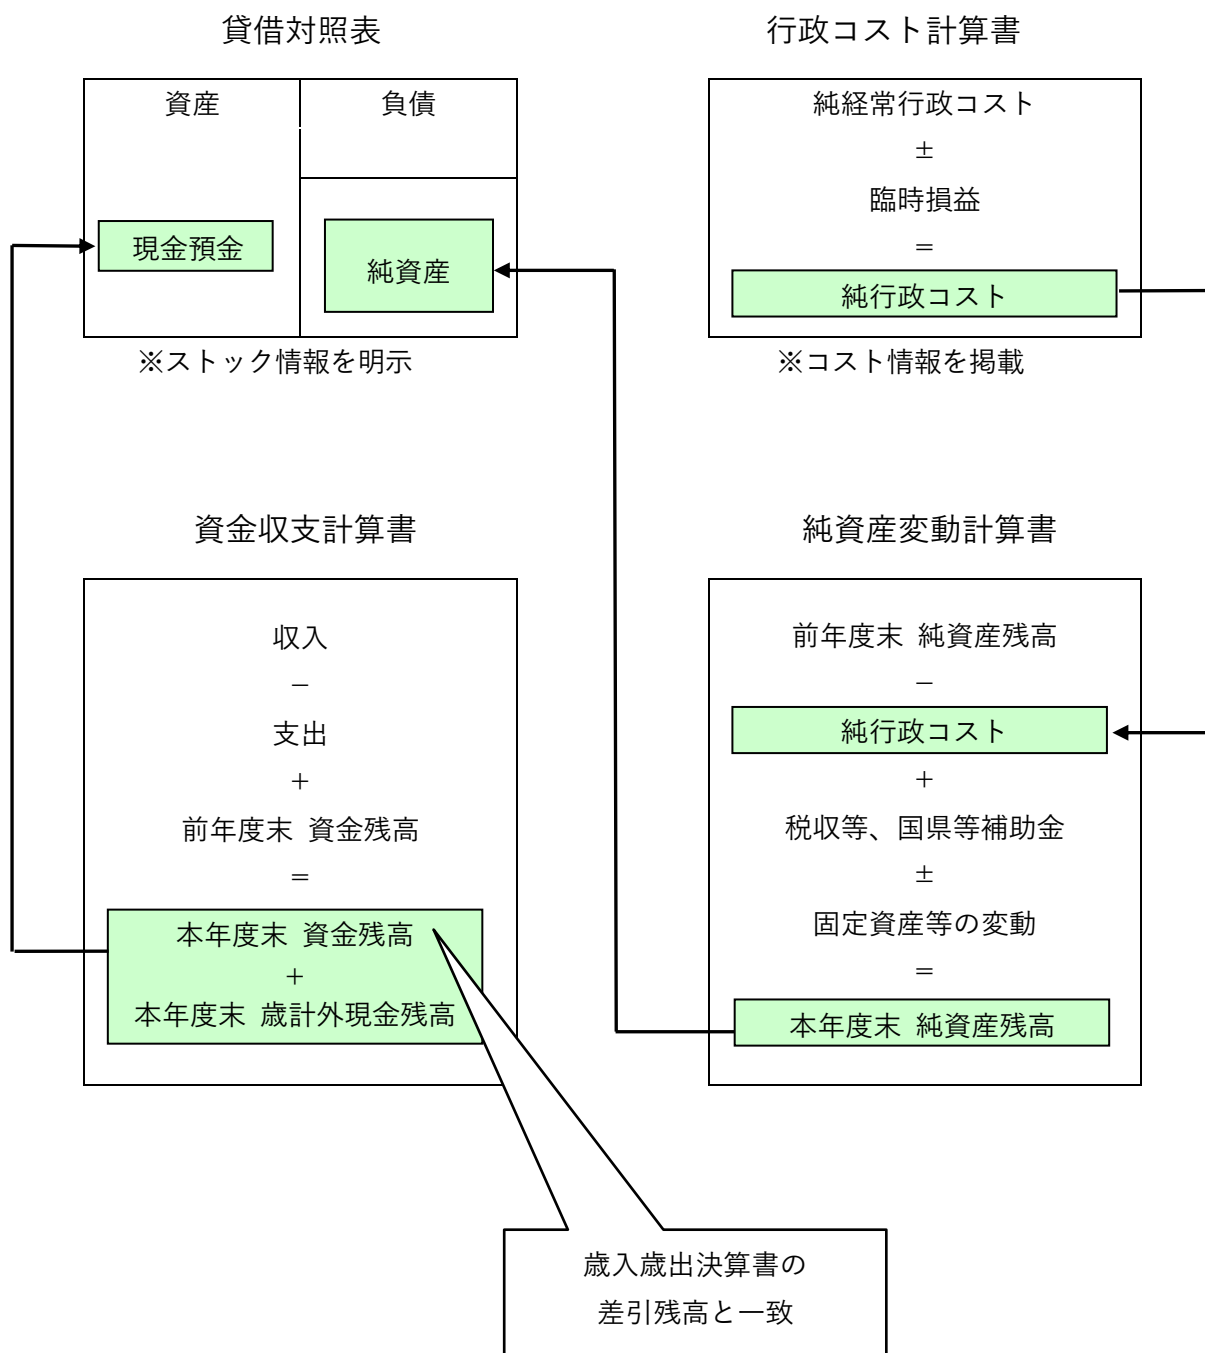 貸借対照表
資産
負債
現金預金
純資産
※ストック情報を明示
行政コスト計算書
純経常行政コスト
±
臨時損益
＝
純行政コスト
※コスト情報を掲載
資金収支計算書
収入
－
支出
＋
前年度末 資金残高
＝
本年度末 資金残高
＋
本年度末 歳計外現金残高
純資産変動計算書
前年度末 純資産残高
－
純行政コスト
＋
税収等、国県等補助金
±
固定資産等の変動
＝
本年度末 純資産残高
歳入歳出決算書の
差引残高と一致